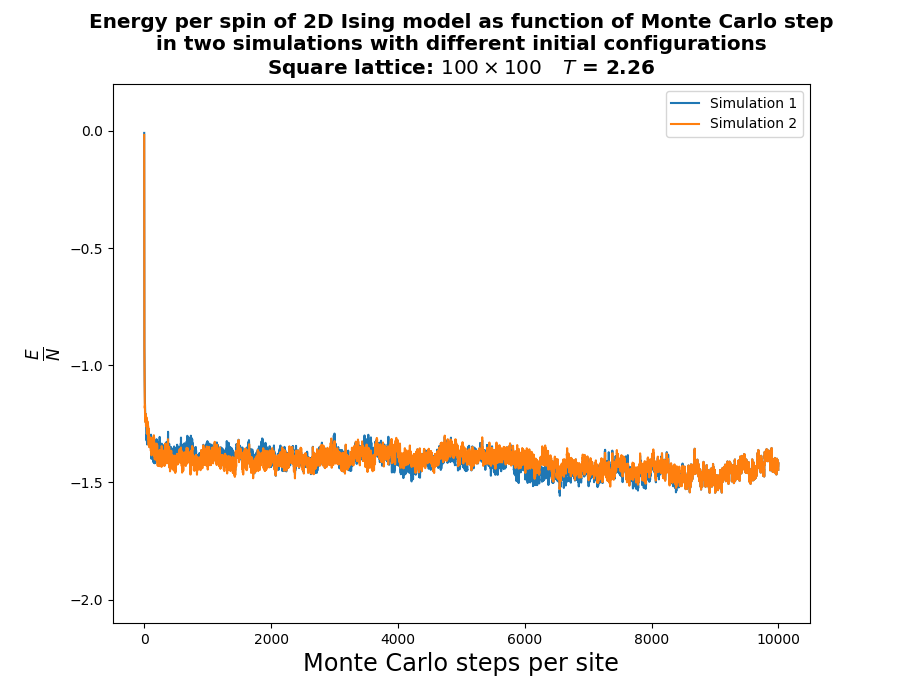 Energy per spin of 2D Ising model as function of Monte Carlo step
in two simulations with different initial configurations
Square lattice: 100 × 100 T = 2.26
Simulation 1
Simulation 2
0.0
−0.5
−1.0
−1.5
−2.0
E
N
0 2000 4000 6000 8000 10000
Monte Carlo steps per site